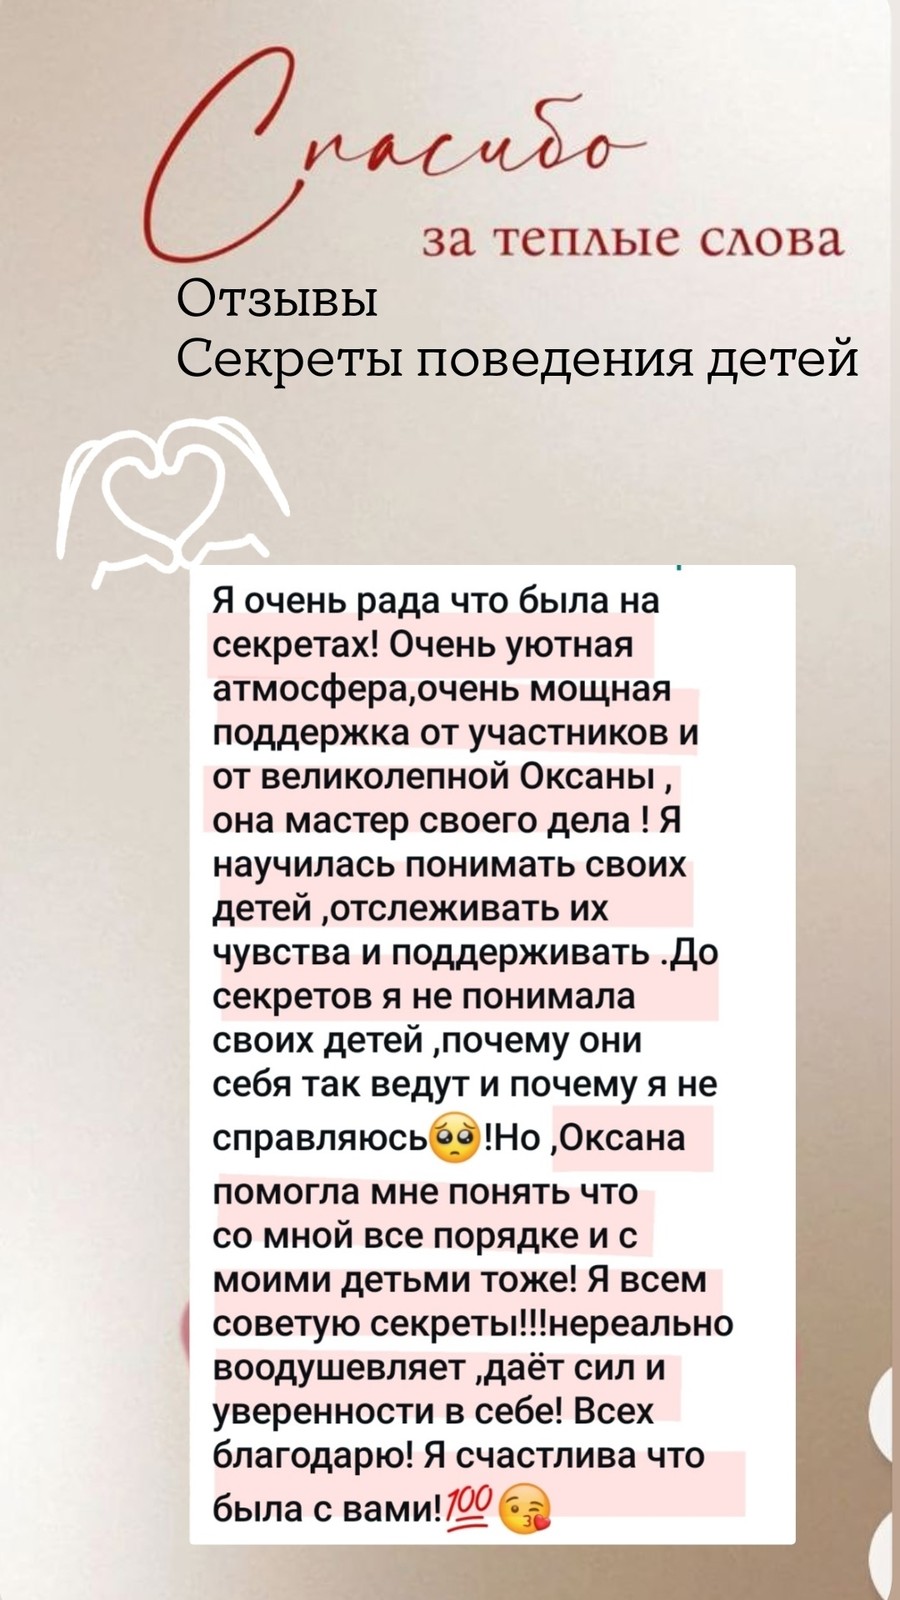 Спасибо
за теплые слова
Отзывы
Секреты поведения детей
Я очень рада что была на
секретах! Очень уютная
атмосфера,очень мощная
поддержка от участников и
от великолепной Оксаны ,
она мастер своего дела ! Я
научилась понимать своих
детей ,отслеживать их
чувства и поддерживать .До
секретов я не понимала
своих детей ,почему они
себя так ведут и почему я не
справляюсь🥺!Но ,Оксана
помогла мне понять что
со мной все порядке и с
моими детьми тоже! Я всем
советую секреты!!!нереально
воодушевляет ,даёт сил и
уверенности в себе! Всех
благодарю! Я счастлива что
была с вами!💯😘